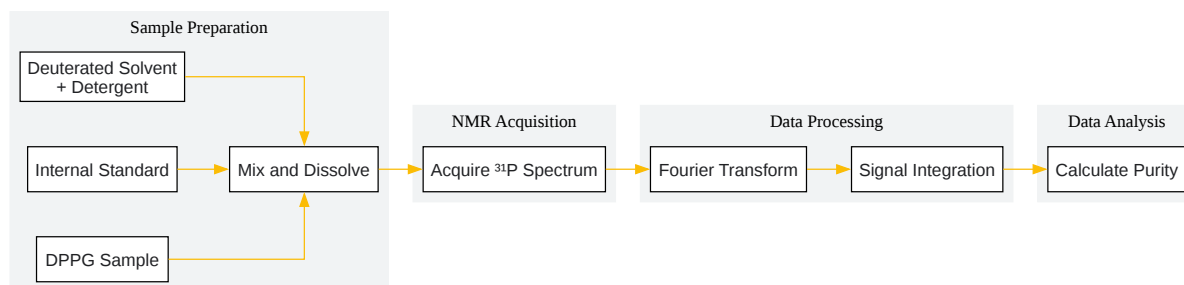 Sample Preparation
Deuterated Solvent
+ Detergent
Internal Standard
Mix and Dissolve
DPPG Sample
NMR Acquisition
Acquire ³¹P Spectrum
Data Processing
Fourier Transform
Signal Integration
Data Analysis
Calculate Purity